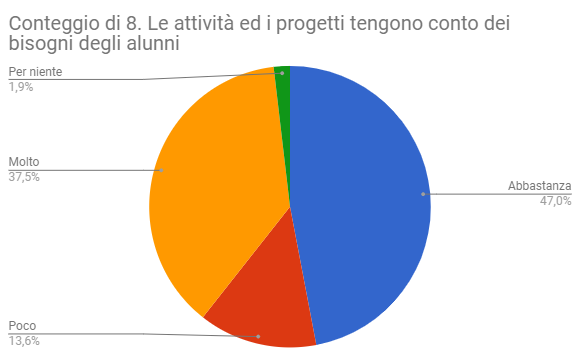 Conteggio di 8. Le attività ed i progetti tengono conto dei
bisogni degli alunni
Per niente
1,9%
Molto
37,5%
Abbastanza
47,0%
Poco
13,6%